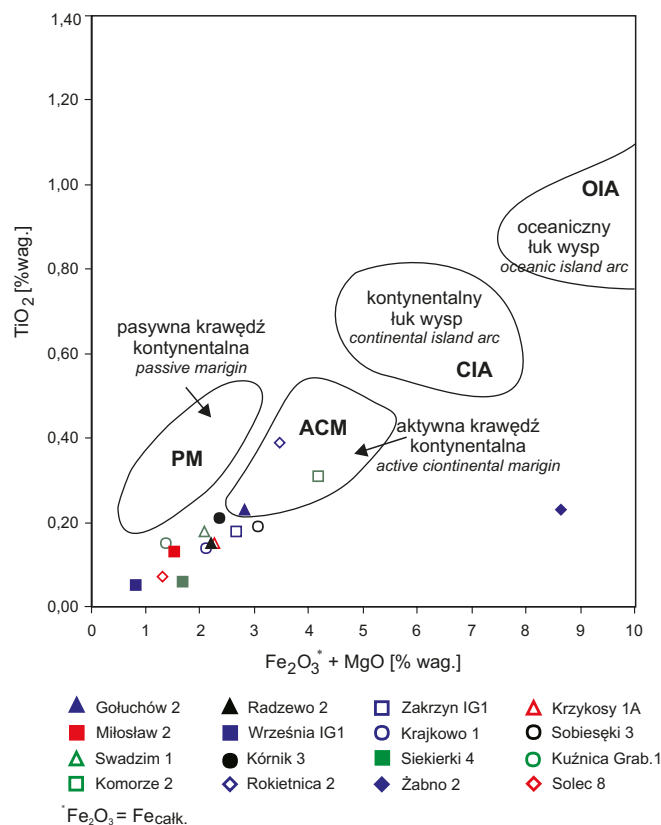 1,40
1,20
1,00
0,80
0,60
0,40
0,20
0,00
TiO2 [%wag.]
OIA
oceaniczny
łuk wysp
oceanic island arc
kontynentalny
łuk wysp
continental island arc
CIA
pasywna krawędź
kontynentalna
passive marigin
PM
ACM
aktywna krawędź
kontynentalna
active ciontinental marigin
0 1 2 3 4 5 6 7 8 9 10
Fe2O3* + MgO [% wag.]
Gołuchów 2 Radzewo 2 Zakrzyn IG1 Krzykosy 1A
Miłosław 2 Września IG1 Krajkowo 1 Sobiesęki 3
Swadzim 1 Kórnik 3 Siekierki 4 Kuźnica Grab.1
Komorze 2 Rokietnica 2 Żabno 2 Solec 8
*Fe2O3 = Fecałk.